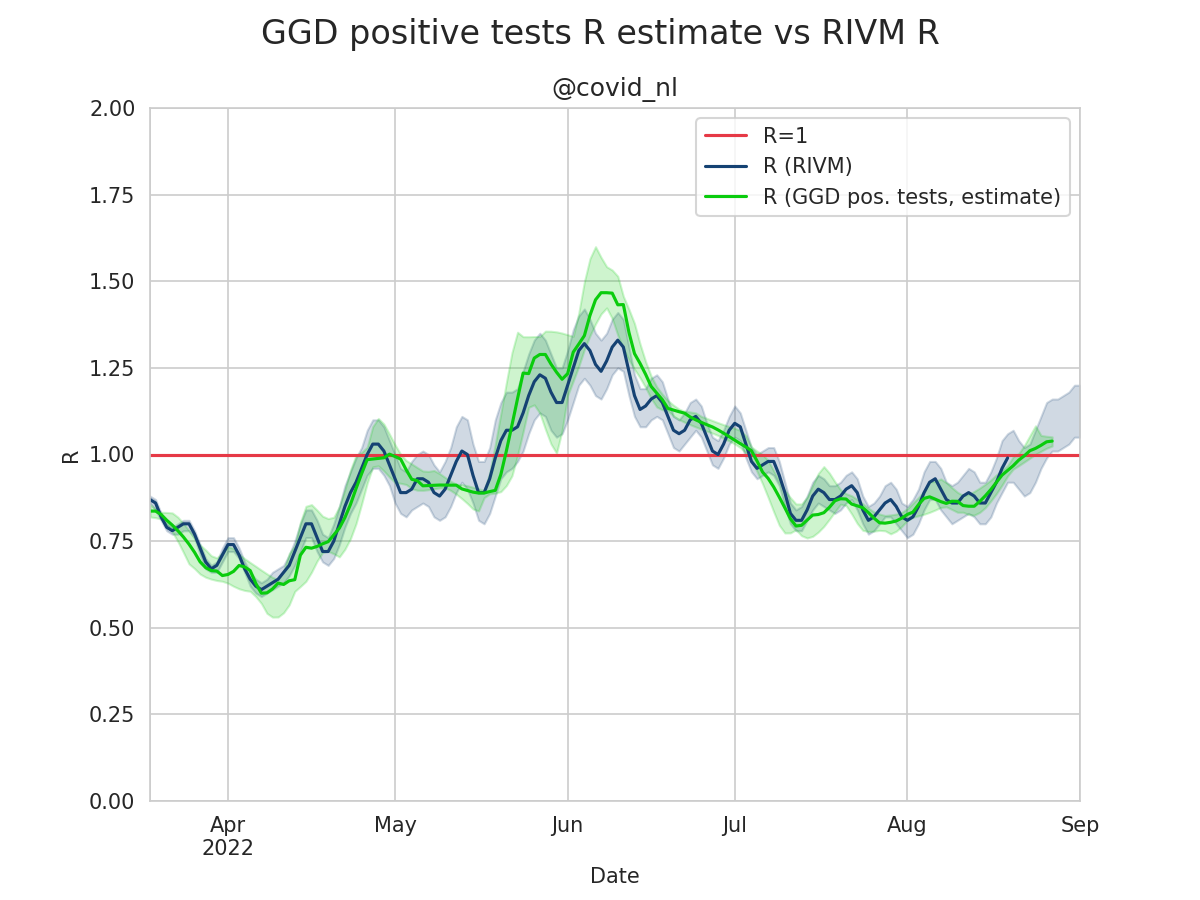 GGD positive tests R estimate vs RIVM R
@covid_nl
R=1
R (RIVM)
R (GGD pos. tests, estimate)
2.00
1.75
1.50
1.25
1.00
0.75
0.50
0.25
0.00
R
Apr
2022
May
Jun
Jul
Aug
Sep
Date